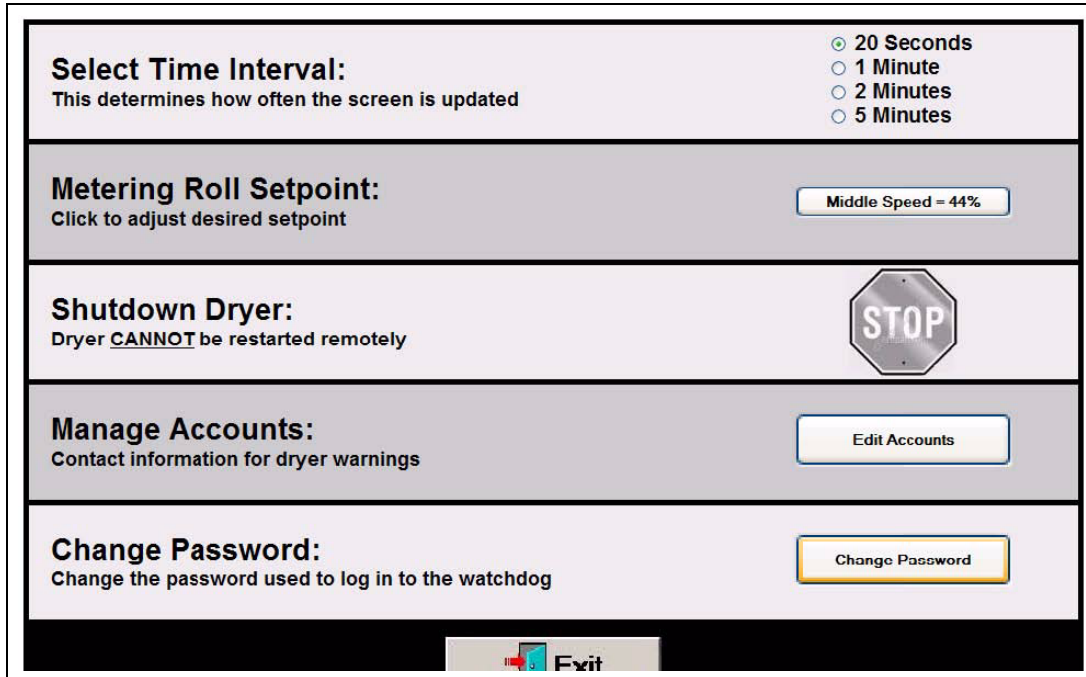 Select Time Interval:
This determines how often the screen is updated
20 Seconds
1 Minute
2 Minutes
5 Minutes
Metering Roll Setpoint:
Click to adjust desired setpoint
Middle Speed = 44%
Shutdown Dryer:
Dryer CANNOT be restarted remotely
STOP
Manage Accounts:
Contact information for dryer warnings
Edit Accounts
Change Password:
Change the password used to log in to the watchdog
Change Password
Exit